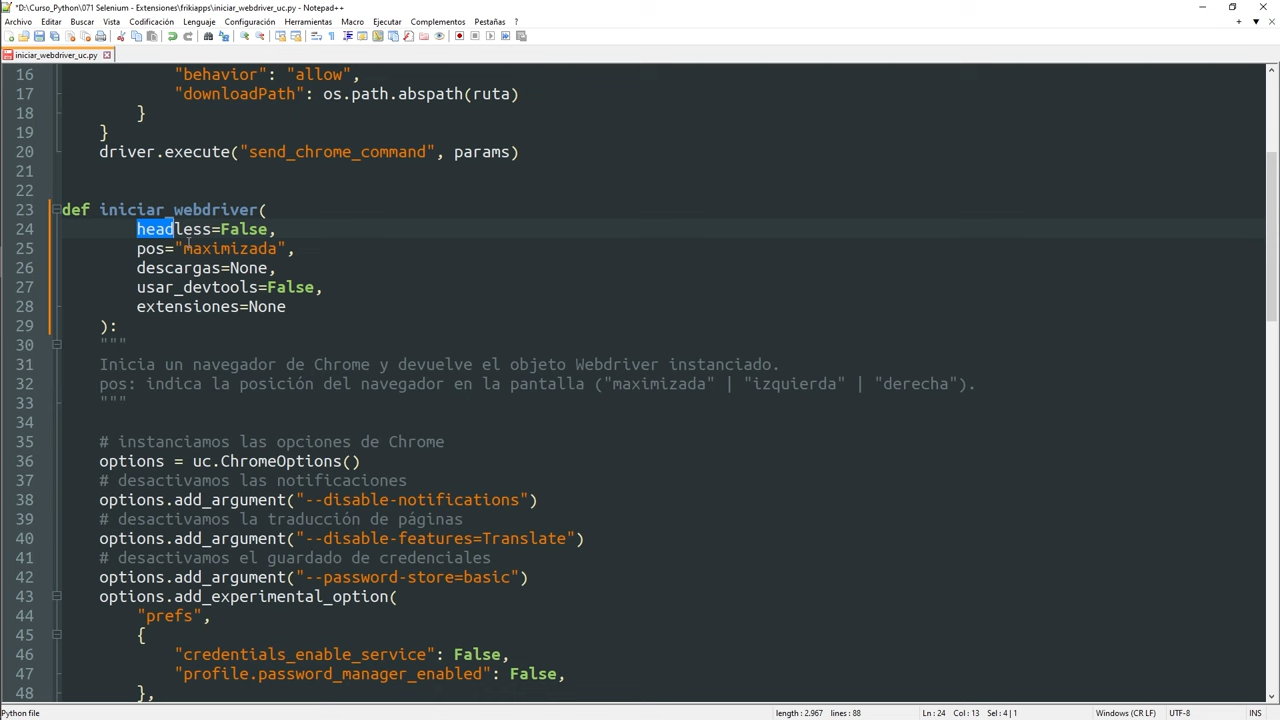 *D:\Curso_Python\071 Selenium - Extensiones\frikiapps\iniciar_webdriver_uc.py - Notepad++
Archivo Editar Buscar Vista Codificación Lenguaje Configuración Herramientas Macro Ejecutar Complementos Pestañas ?
iniciar_webdriver_uc.py
16 "behavior": "allow",
17 "downloadPath": os.path.abspath(ruta)
18 }
19 }
20 driver.execute("send_chrome_command", params)
21
22
23 def iniciar_webdriver(
24 headless=False,
25 pos="maximizada",
26 descargas=None,
27 usar_devtools=False,
28 extensiones=None
29 ):
30 """
31 Inicia un navegador de Chrome y devuelve el objeto Webdriver instanciado.
32 pos: indica la posición del navegador en la pantalla ("maximizada" | "izquierda" | "derecha").
33 """
34
35 # instanciamos las opciones de Chrome
36 options = uc.ChromeOptions()
37 # desactivamos las notificaciones
38 options.add_argument("--disable-notifications")
39 # desactivamos la traducción de páginas
40 options.add_argument("--disable-features=Translate")
41 # desactivamos el guardado de credenciales
42 options.add_argument("--password-store=basic")
43 options.add_experimental_option(
44 "prefs",
45 {
46 "credentials_enable_service": False,
47 "profile.password_manager_enabled": False,
48 },
Python file length : 2.967 lines : 88 Ln : 24 Col : 13 Sel : 4 | 1 Windows (CR LF) UTF-8 INS